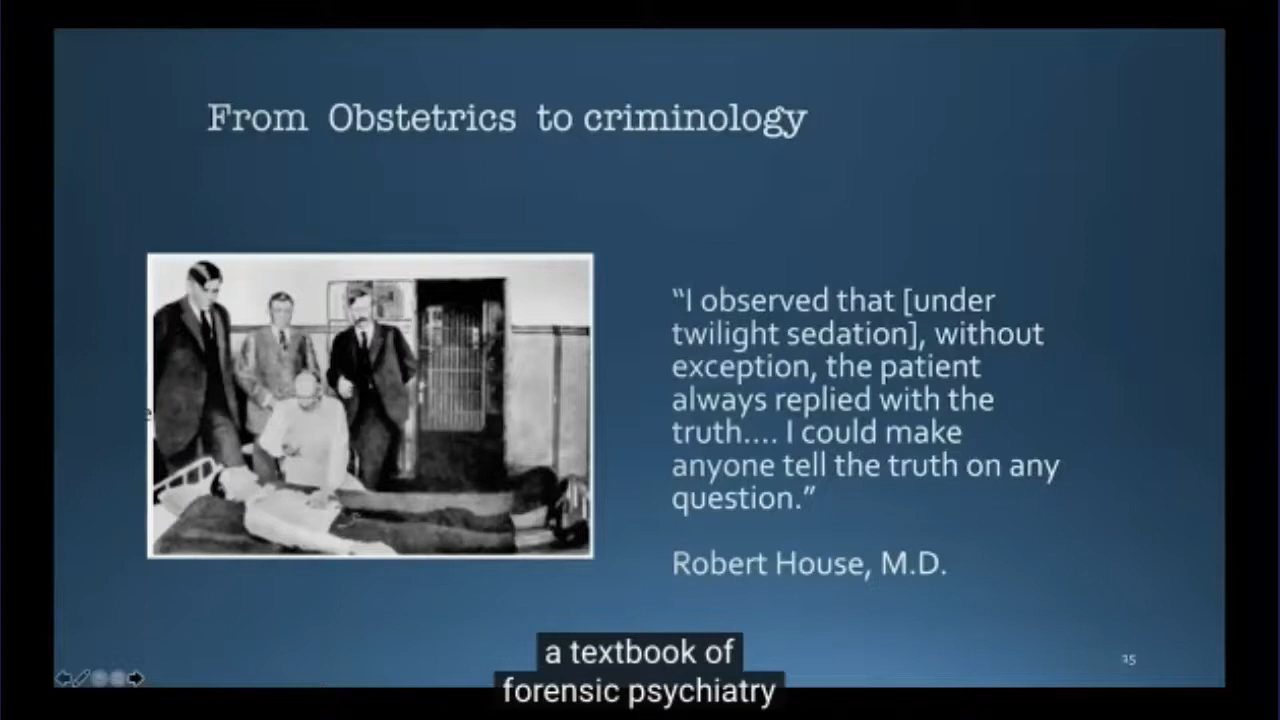 From Obstetrics to criminology
“I observed that [under
twilight sedation], without
exception, the patient
always replied with the
truth.... I could make
anyone tell the truth on any
question.”
Robert House, M.D.
e
a textbook of
forensic psychiatry
15